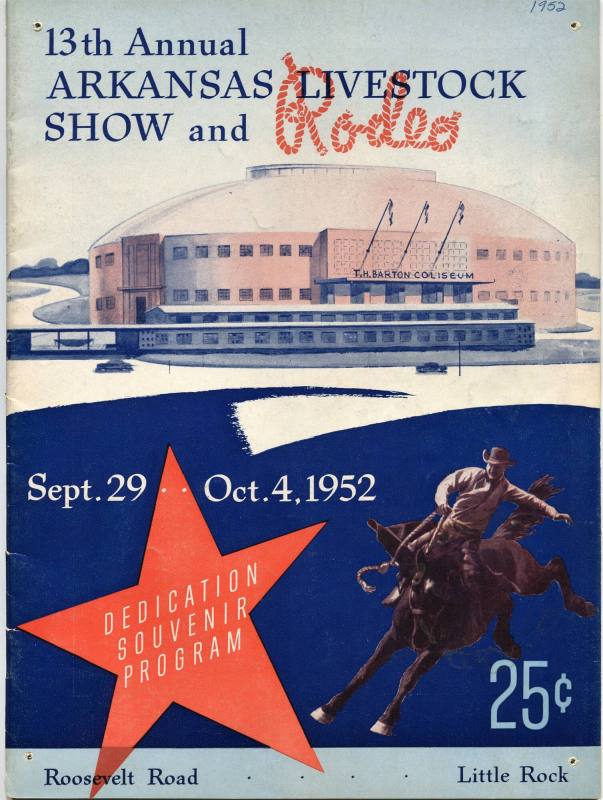 1952
13th Annual
ARKANSAS LIVESTOCK
SHOW and Rodeo
T.H. BARTON COLISEUM
Sept. 29 . . Oct. 4, 1952
DEDICATION
SOUVENIR
PROGRAM
25¢
Roosevelt Road . . . . Little Rock